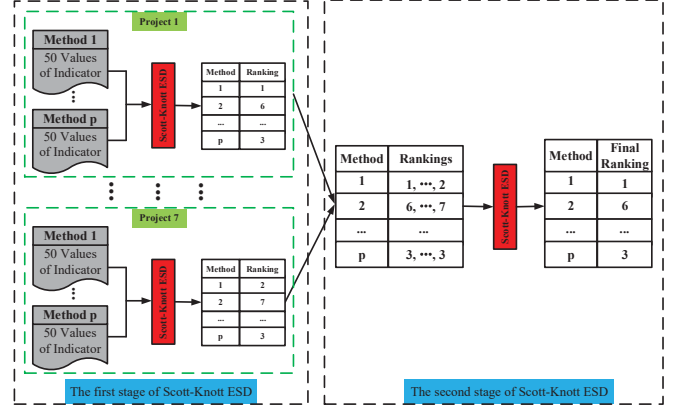 Project 1
Method 1
50 Values
of Indicator
Method p
50 Values
of Indicator
Scott-Knott ESD
Method Ranking
1 1
2 6
... ...
p 3
Project 7
Method 1
50 Values
of Indicator
Method p
50 Values
of Indicator
Scott-Knott ESD
Method Ranking
1 2
2 7
... ...
p 3
The first stage of Scott-Knott ESD
Method Rankings
1 1, ···, 2
2 6, ···, 7
... ...
p 3, ···, 3
Scott-Knott ESD
Method Final
Ranking
1 1
2 6
... ...
p 3
The second stage of Scott-Knott ESD